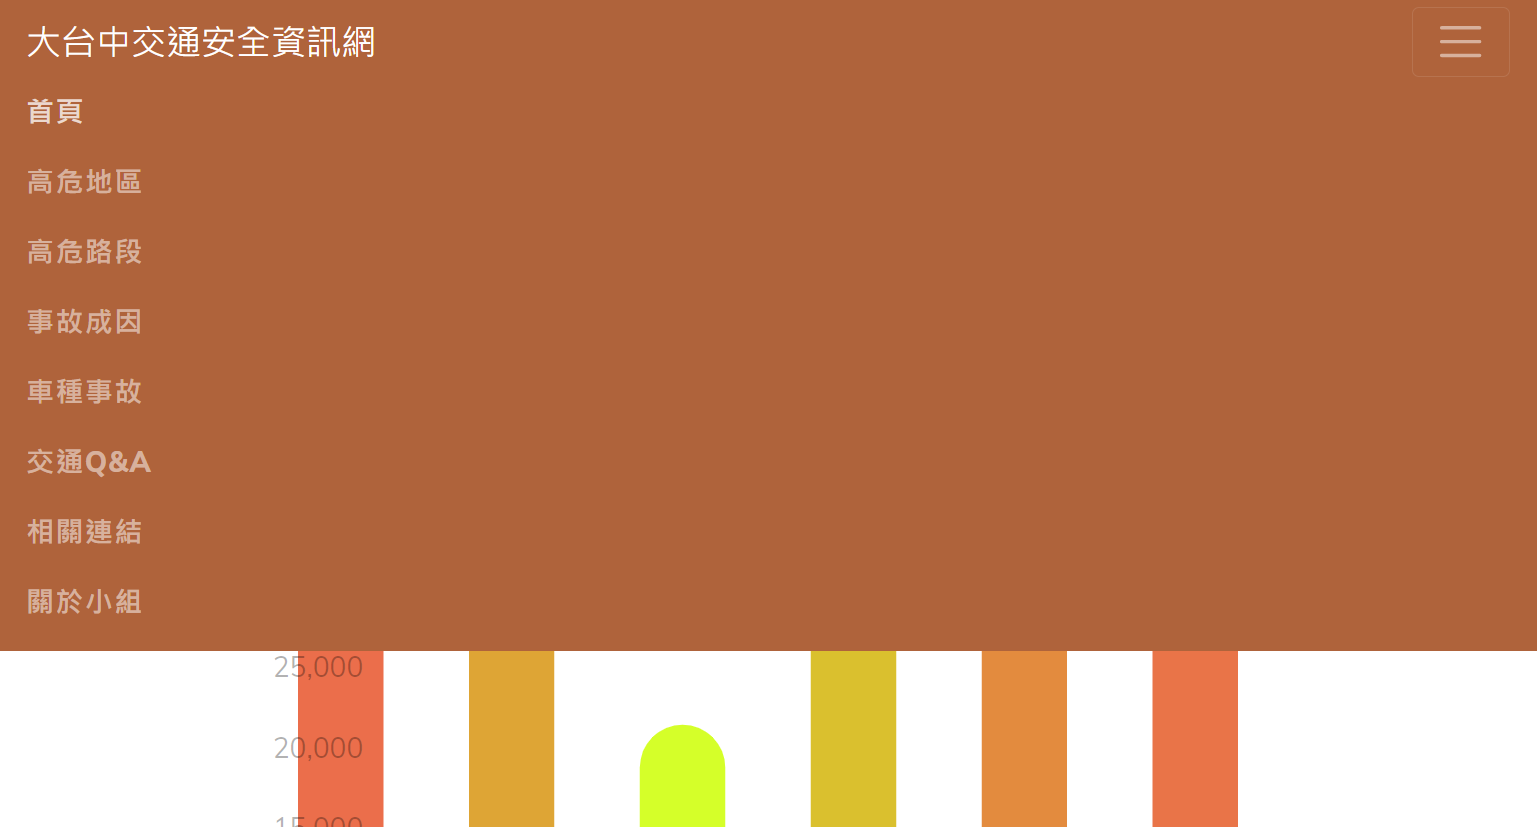 大台中交通安全資訊網
首頁
高危地區
高危路段
事故成因
車種事故
交通Q&A
相關連結
關於小組
25,000
20,000
15,000